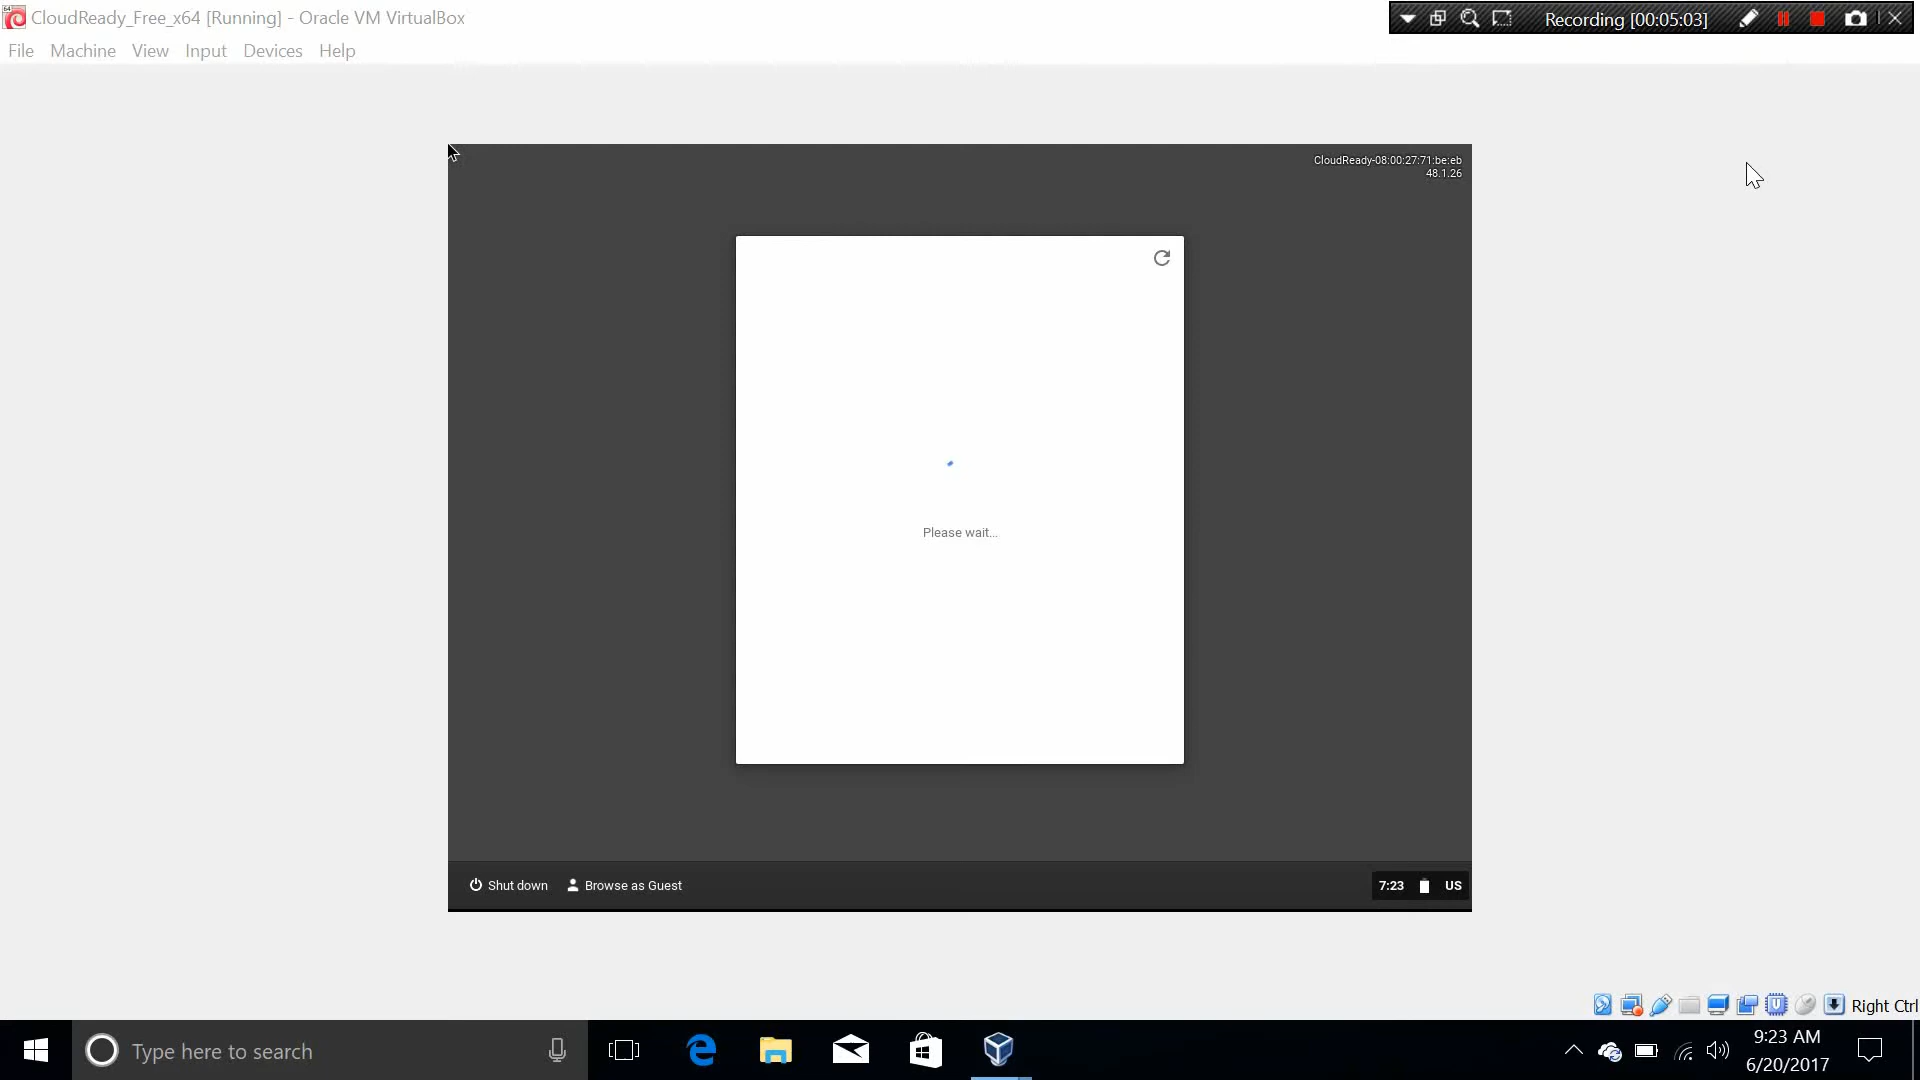 CloudReady_Free_x64 [Running] - Oracle VM VirtualBox
Recording [00:05:03]
File Machine View Input Devices Help
CloudReady-08:00:27:71:be:eb
48.1.26
Please wait...
Shut down Browse as Guest
7:23 US
Right Ctrl
Type here to search
9:23 AM
6/20/2017